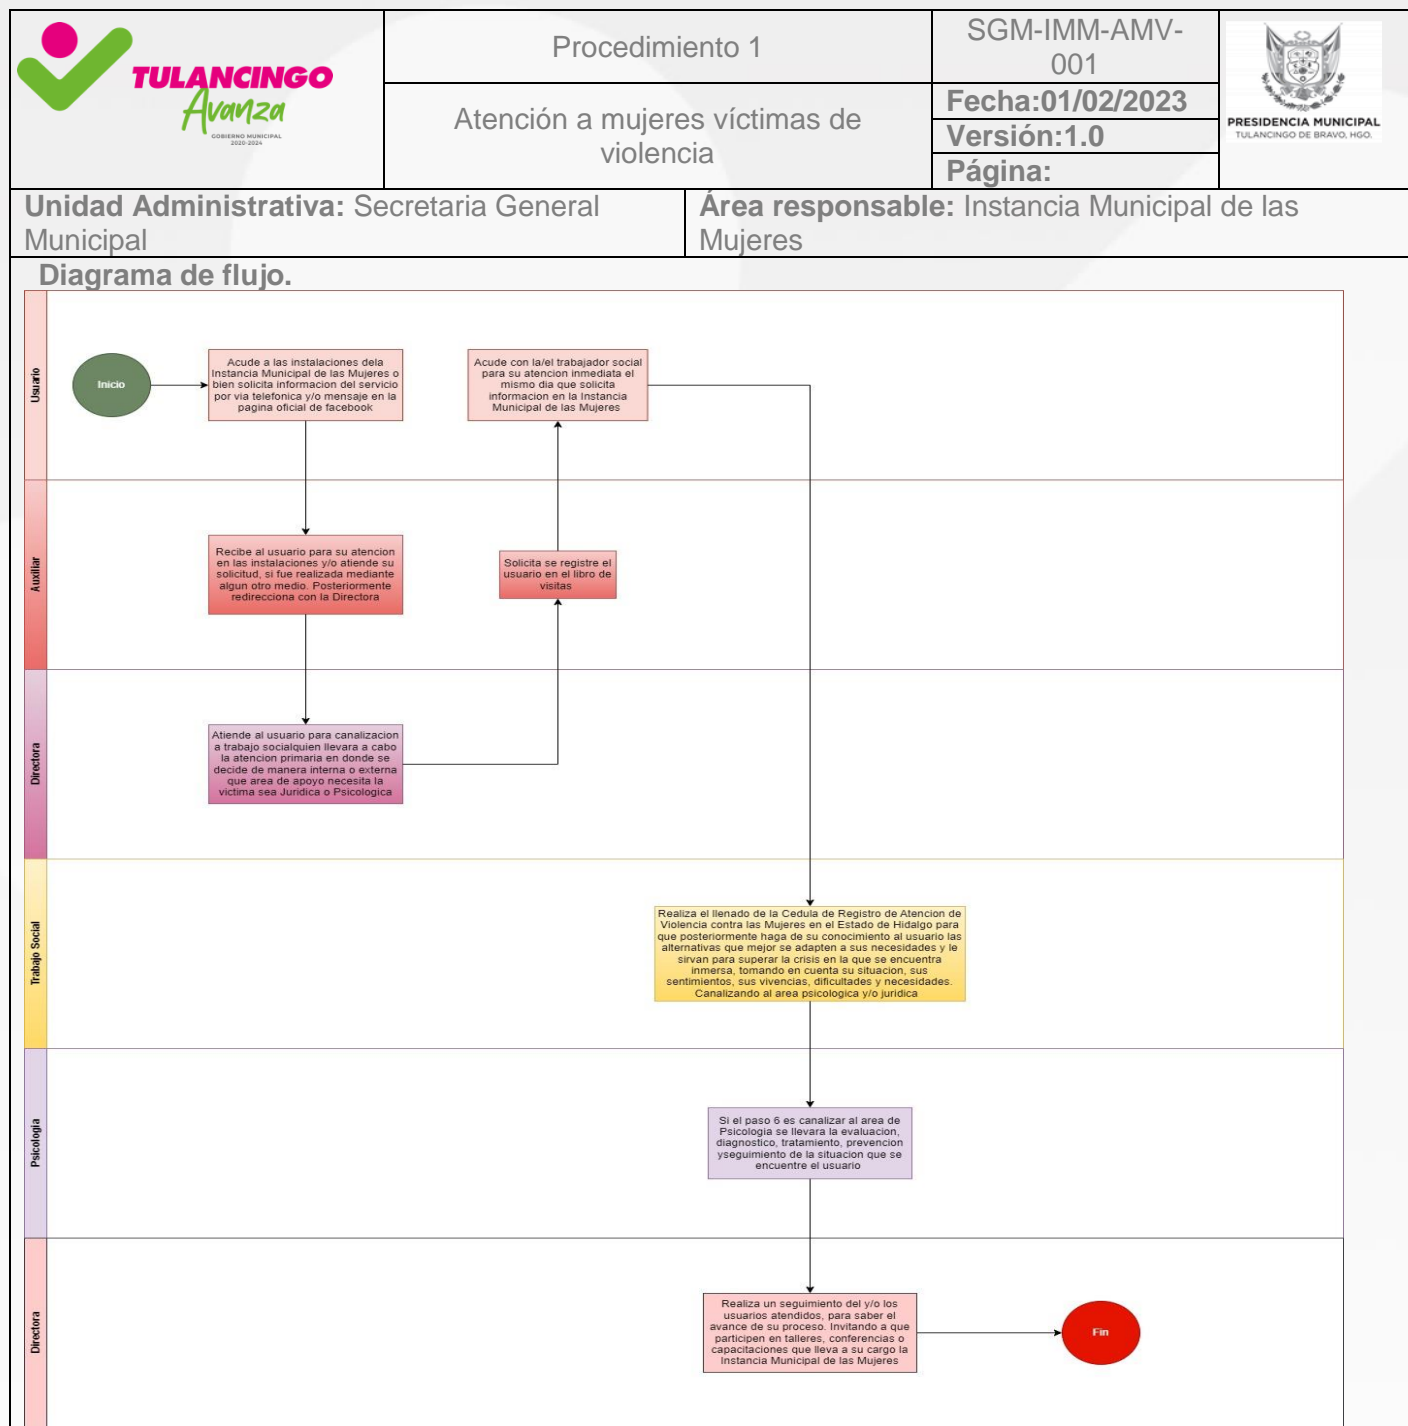 TULANCINGO
Avanza
GOBIERNO MUNICIPAL
2020-2024
Procedimiento 1
Atención a mujeres víctimas de
violencia
SGM-IMM-AMV-
001
Fecha:01/02/2023
Versión:1.0
Página:
PRESIDENCIA MUNICIPAL
TULANCINGO DE BRAVO, HGO.
Unidad Administrativa: Secretaria General
Municipal
Área responsable: Instancia Municipal de las
Mujeres
Diagrama de flujo.
Usuario
Inicio
Acude a las instalaciones dela
Instancia Municipal de las Mujeres o
bien solicita informacion del servicio
por via telefonica y/o mensaje en la
pagina oficial de facebook
Acude con la/el trabajador social
para su atencion inmediata el
mismo dia que solicita
informacion en la Instancia
Municipal de las Mujeres
Auxiliar
Recibe al usuario para su atencion
en las instalaciones y/o atiende su
solicitud, si fue realizada mediante
algun otro medio. Posteriormente
redirecciona con la Directora
Solicita se registre el
usuario en el libro de
visitas
Directora
Atiende al usuario para canalizacion
a trabajo socialquien llevara a cabo
la atencion primaria en donde se
decide de manera interna o externa
que area de apoyo necesita la
victima sea Juridica o Psicologica
Trabajo Social
Realiza el llenado de la Cedula de Registro de Atencion de
Violencia contra las Mujeres en el Estado de Hidalgo para
que posteriormente haga de su conocimiento al usuario las
alternativas que mejor se adapten a sus necesidades y le
sirvan para superar la crisis en la que se encuentra
inmersa, tomando en cuenta su situacion, sus
sentimientos, sus vivencias, dificultades y necesidades.
Canalizando al area psicologica y/o juridica
Psicologia
Si el paso 6 es canalizar al area de
Psicologia se llevara la evaluacion,
diagnostico, tratamiento, prevencion
yseguimiento de la situacion que se
encuentre el usuario
Directora
Realiza un seguimiento del y/o los
usuarios atendidos, para saber el
avance de su proceso. Invitando a que
participen en talleres, conferencias o
capacitaciones que lleva a su cargo la
Instancia Municipal de las Mujeres
Fin